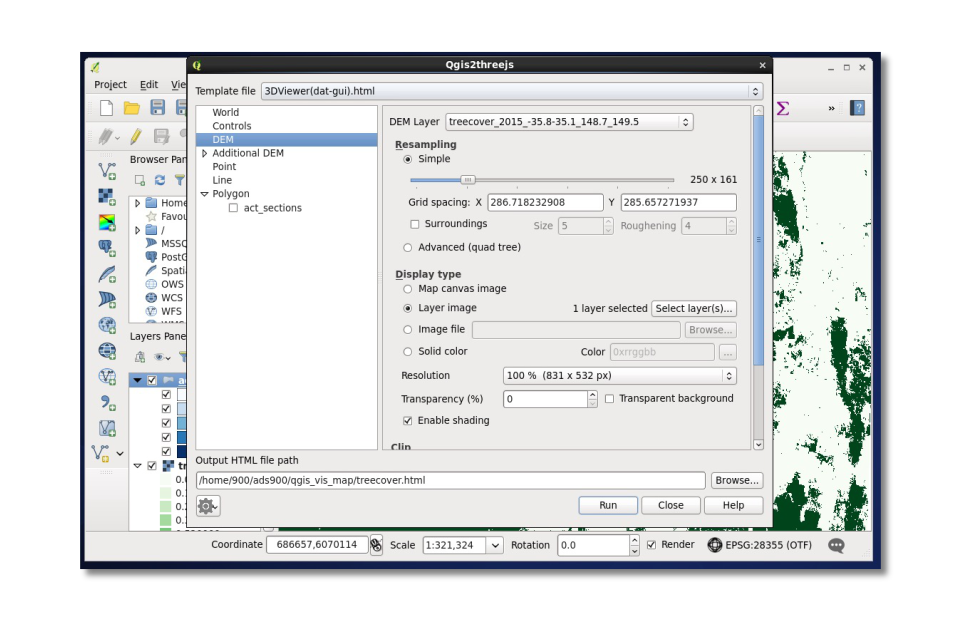 Qgis2threejs
Project Edit Vie
Template file 3DViewer(dat-gui).html
World
Controls
DEM
Additional DEM
Point
Line
Polygon
act_sections
DEM Layer treecover_2015_-35.8-35.1_148.7_149.5
Resampling
Simple
250 x 161
Grid spacing: X 286.718232908 Y 285.657271937
Surroundings Size 5 Roughening 4
Advanced (quad tree)
Display type
Map canvas image
Layer image 1 layer selected Select layer(s)...
Image file Browse...
Solid color Color 0xrrggbb ...
Resolution 100 % (831 x 532 px)
Transparency (%) 0 Transparent background
Enable shading
Clip
Browser Pan
Home
Favou
/
MSSQ
PostG
Spati
OWS
WCS
WFS
Layers Pane
Output HTML file path
/home/900/ads900/qgis_vis_map/treecover.html Browse...
Run Close Help
Coordinate 686657,6070114 Scale 1:321,324 Rotation 0.0 Render EPSG:28355 (OTF)